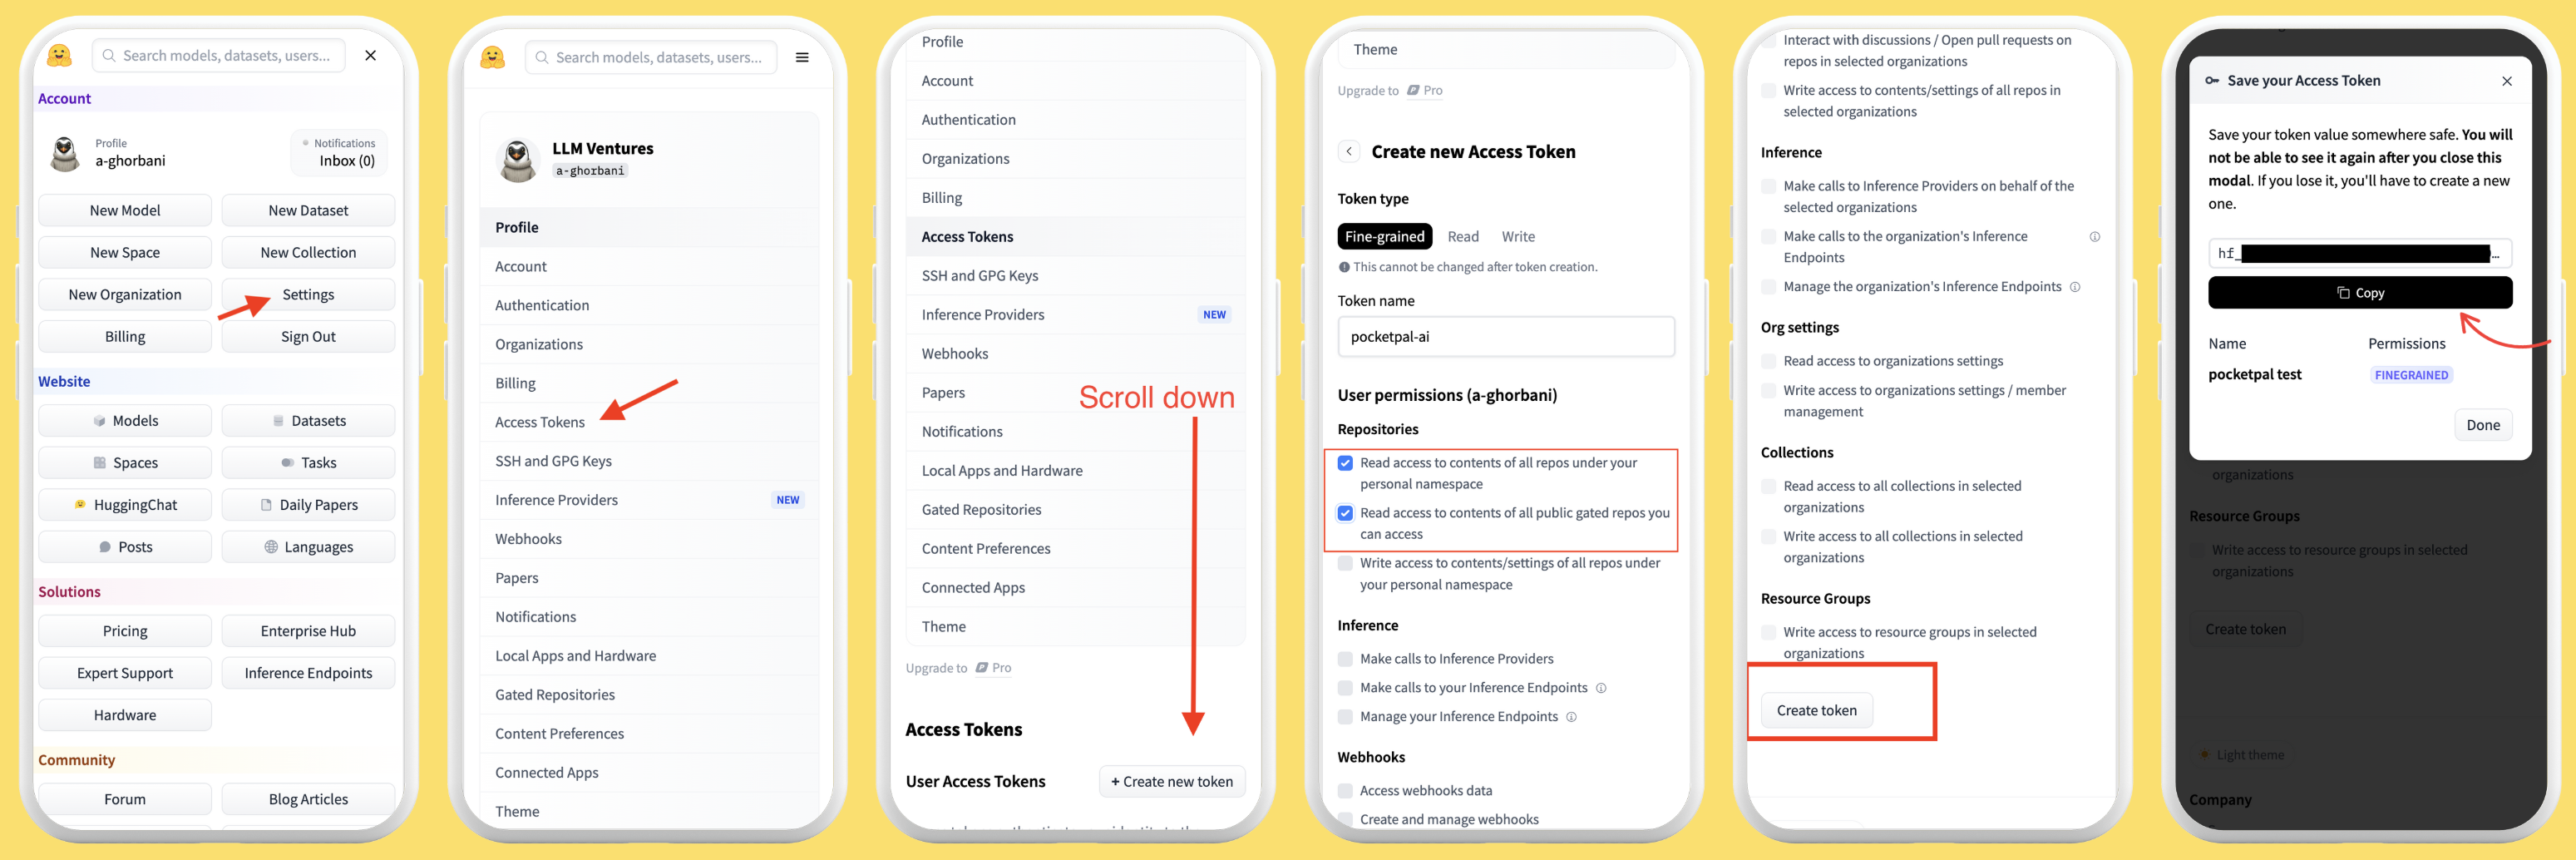 Search models, datasets, users...
Account
Profile
a-ghorbani
Notifications
Inbox (0)
New Model
New Dataset
New Space
New Collection
New Organization
Settings
Billing
Sign Out
Website
Models
Datasets
Spaces
Tasks
HuggingChat
Daily Papers
Posts
Languages
Solutions
Pricing
Enterprise Hub
Expert Support
Inference Endpoints
Hardware
Community
Forum
Blog Articles
Search models, datasets, users...
LLM Ventures
a-ghorbani
Profile
Account
Authentication
Organizations
Billing
Access Tokens
SSH and GPG Keys
Inference Providers NEW
Webhooks
Papers
Notifications
Local Apps and Hardware
Gated Repositories
Content Preferences
Connected Apps
Theme
Profile
Account
Authentication
Organizations
Billing
Access Tokens
SSH and GPG Keys
Inference Providers NEW
Webhooks
Papers
Scroll down
Notifications
Local Apps and Hardware
Gated Repositories
Content Preferences
Connected Apps
Theme
Upgrade to Pro
Access Tokens
User Access Tokens
+ Create new token
Theme
Upgrade to Pro
Create new Access Token
Token type
Fine-grained Read Write
This cannot be changed after token creation.
Token name
pocketpal-ai
User permissions (a-ghorbani)
Repositories
Read access to contents of all repos under your
personal namespace
Read access to contents of all public gated repos you
can access
Write access to contents/settings of all repos under
your personal namespace
Inference
Make calls to Inference Providers
Make calls to your Inference Endpoints
Manage your Inference Endpoints
Webhooks
Access webhooks data
Create and manage webhooks
Interact with discussions / Open pull requests on
repos in selected organizations
Write access to contents/settings of all repos in
selected organizations
Inference
Make calls to Inference Providers on behalf of the
selected organizations
Make calls to the organization's Inference
Endpoints
Manage the organization's Inference Endpoints
Org settings
Read access to organizations settings
Write access to organizations settings / member
management
Collections
Read access to all collections in selected
organizations
Write access to all collections in selected
organizations
Resource Groups
Write access to resource groups in selected
organizations
Create token
Save your Access Token
Save your token value somewhere safe. You will
not be able to see it again after you close this
modal. If you lose it, you'll have to create a new
one.
hf_ ...
Copy
Name Permissions
pocketpal test FINEGRAINED
Done
organizations
Resource Groups
Write access to resource groups in selected
organizations
Create token
Light theme
Company